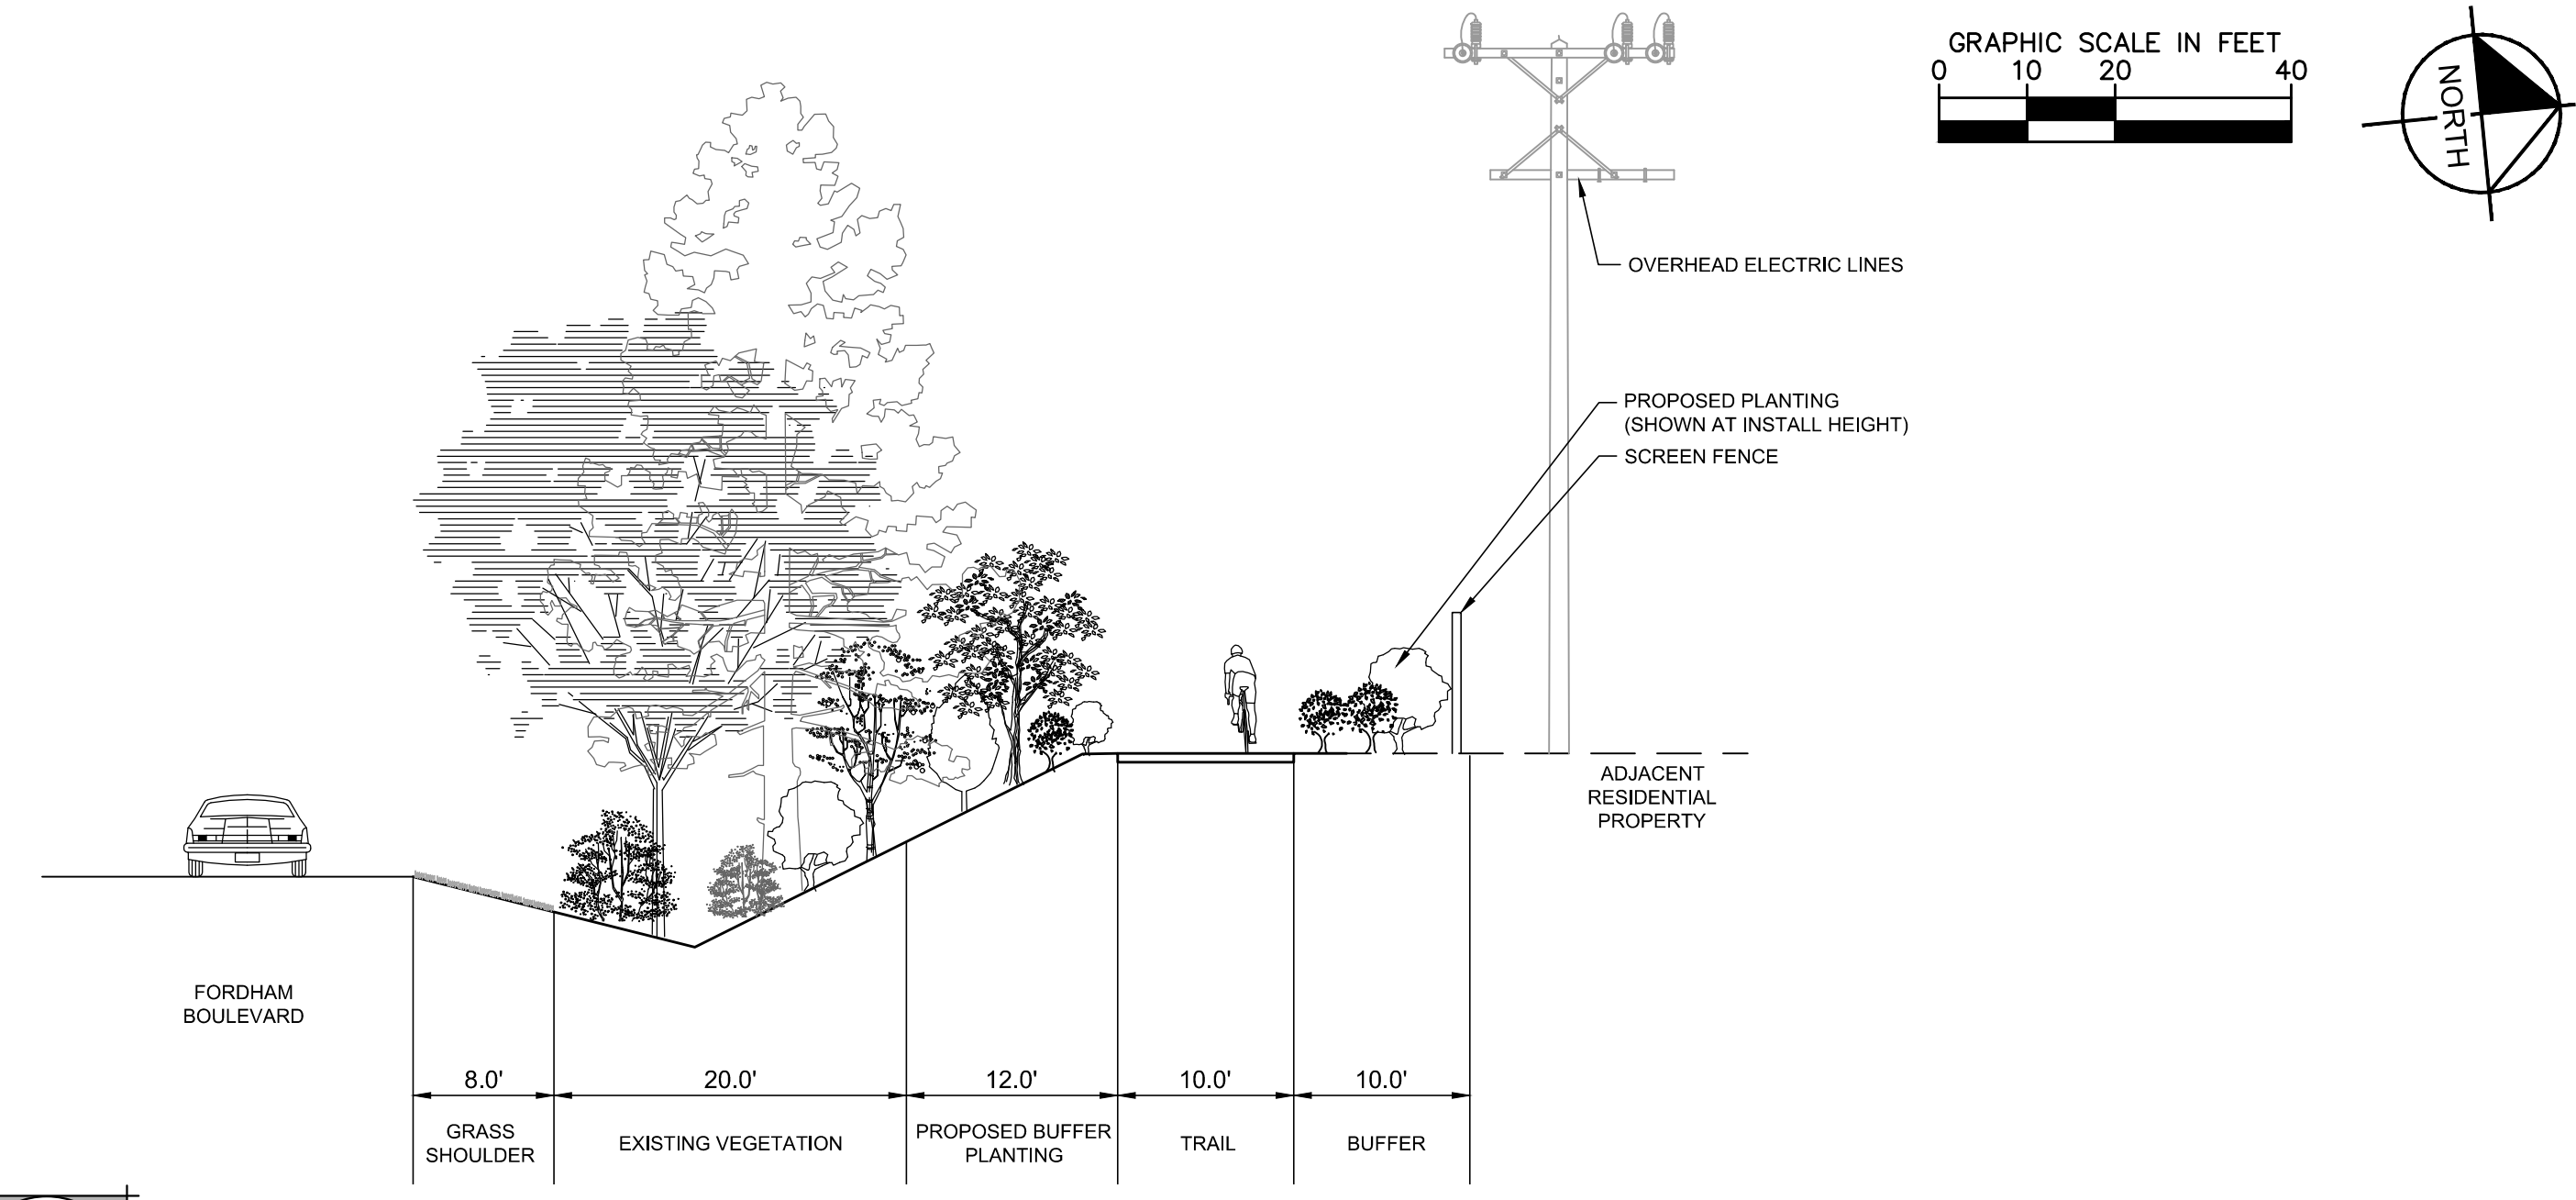 GRAPHIC SCALE IN FEET
0 10 20 40
NORTH
OVERHEAD ELECTRIC LINES
PROPOSED PLANTING
(SHOWN AT INSTALL HEIGHT)
SCREEN FENCE
ADJACENT
RESIDENTIAL
PROPERTY
FORDHAM
BOULEVARD
8.0' 20.0' 12.0' 10.0' 10.0'
GRASS
SHOULDER
EXISTING VEGETATION
PROPOSED BUFFER
PLANTING
TRAIL
BUFFER